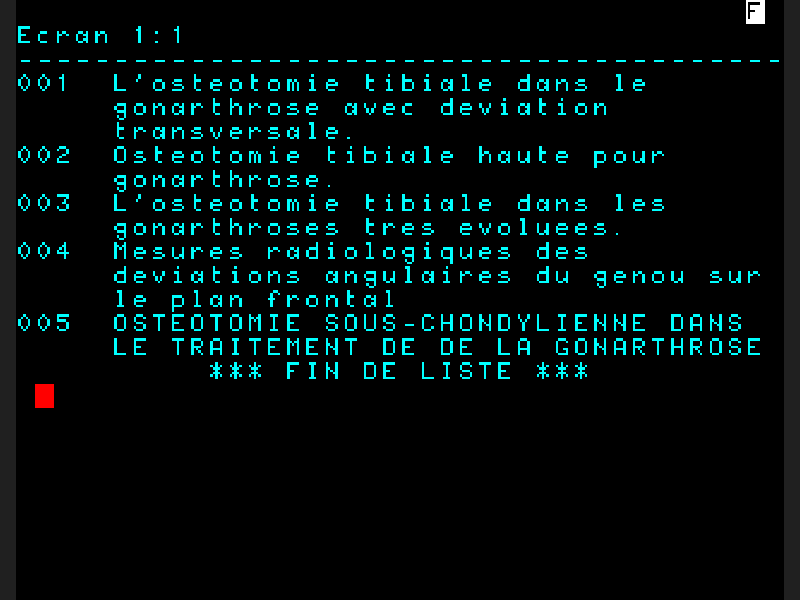 F
Ecran 1:1
----------------------------------------
001 L'osteotomie tibiale dans le
gonarthrose avec deviation
transversale.
002 Osteotomie tibiale haute pour
gonarthrose.
003 L'osteotomie tibiale dans les
gonarthroses tres evoluees.
004 Mesures radiologiques des
deviations angulaires du genou sur
le plan frontal
005 OSTEOTOMIE SOUS-CHONDYLIENNE DANS
LE TRAITEMENT DE DE LA GONARTHROSE
*** FIN DE LISTE ***